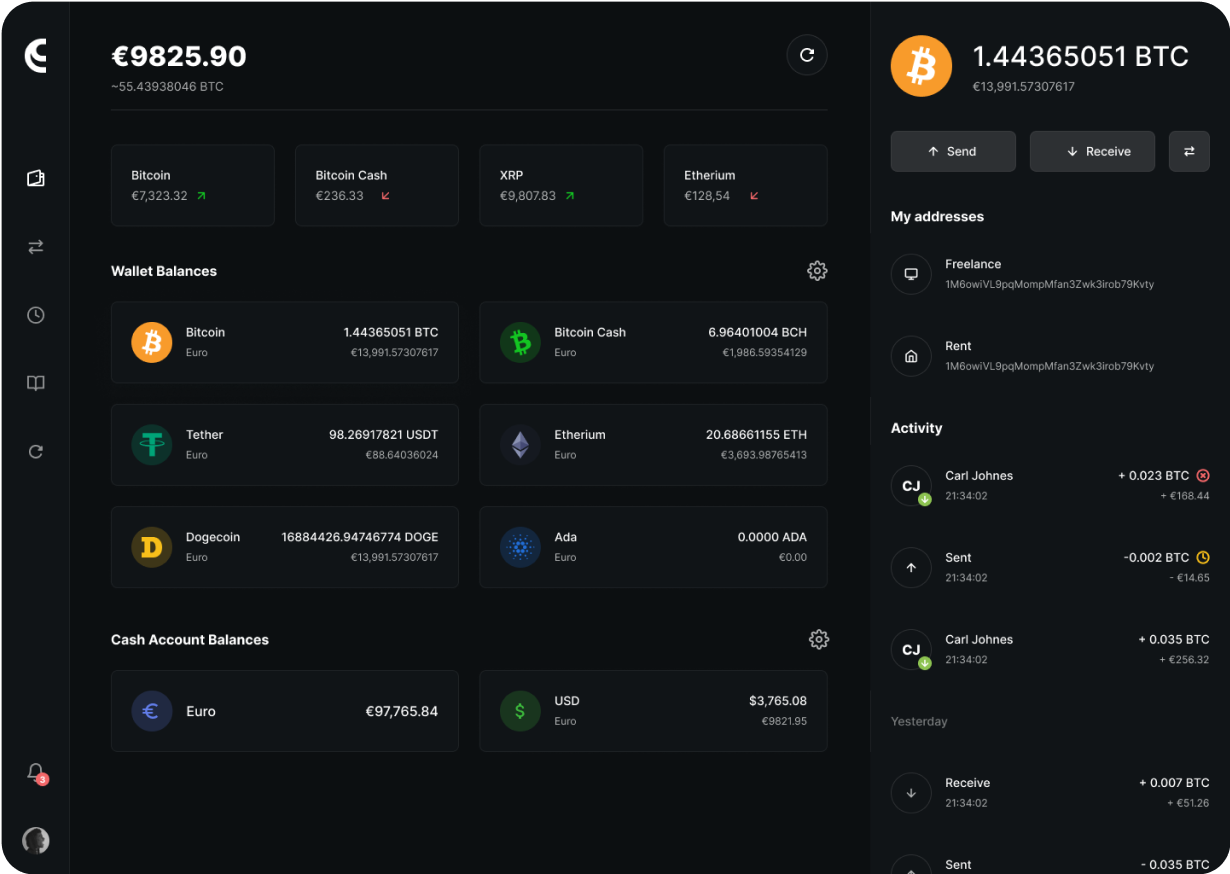 €9825.90
~55.43938046 BTC
Bitcoin
€7,323.32
Bitcoin Cash
€236.33
XRP
€9,807.83
Etherium
€128,54
Wallet Balances
Bitcoin 1.44365051 BTC
Euro €13,991.57307617
Bitcoin Cash 6.96401004 BCH
Euro €1,986.59354129
Tether 98.26917821 USDT
Euro €88.64036024
Etherium 20.68661155 ETH
Euro €3,693.98765413
Dogecoin 16884426.94746774 DOGE
Euro €13,991.57307617
Ada 0.0000 ADA
Euro €0.00
Cash Account Balances
€ Euro €97,765.84
$
USD $3,765.08
Euro €9821.95
3
1.44365051 BTC
€13,991.57307617
Send Receive
My addresses
Freelance
1M6owiVL9pqMompMfan3Zwk3irob79Kvty
Rent
1M6owiVL9pqMompMfan3Zwk3irob79Kvty
Activity
CJ
Carl Johnes + 0.023 BTC
21:34:02 + €168.44
Sent -0.002 BTC
21:34:02 - €14.65
CJ
Carl Johnes + 0.035 BTC
21:34:02 + €256.32
Yesterday
Receive + 0.007 BTC
21:34:02 + €51.26
Sent - 0.035 BTC